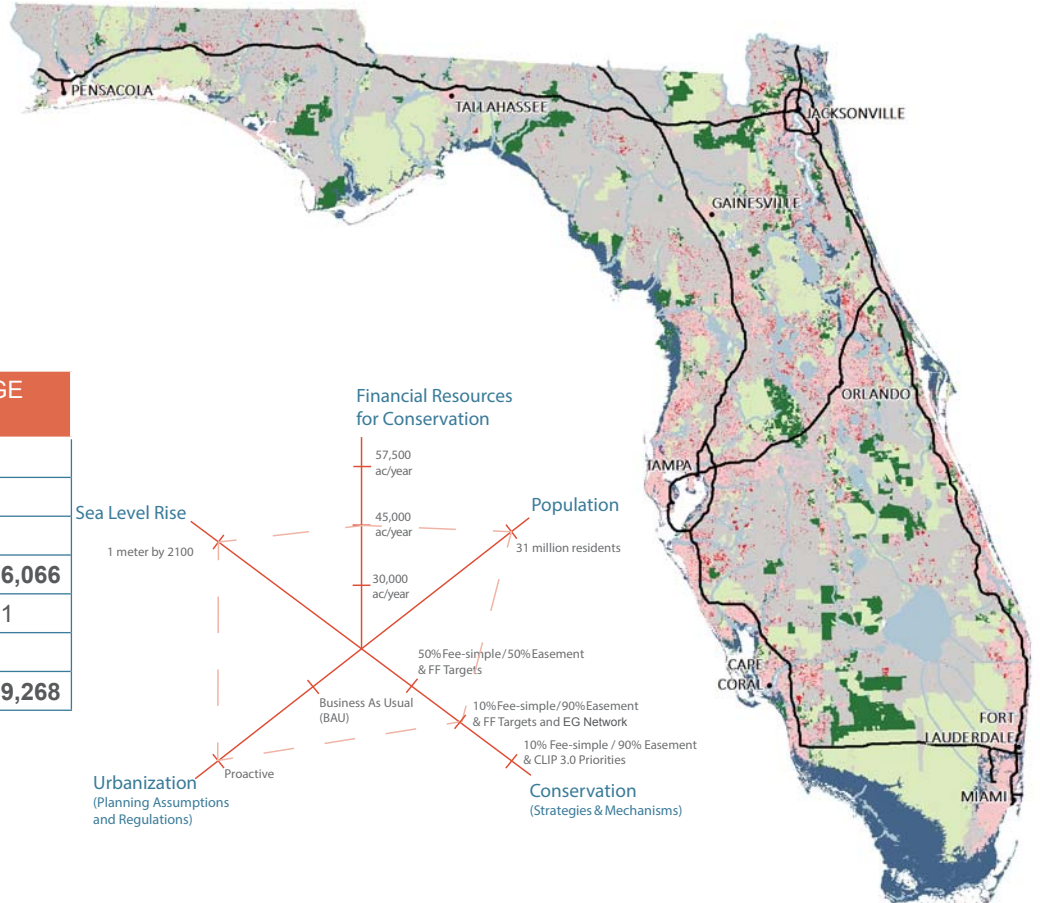 PENSACOLA
TALLAHASSEE
JACKSONVILLE
GAINESVILLE
ORLANDO
TAMPA
CAPE
CORAL
FORT
LAUDERDALE
MIAMI
GE
6,066
1
9,268
Financial Resources
for Conservation
57,500
ac/year
45,000
ac/year
30,000
ac/year
Population
31 million residents
Sea Level Rise
1 meter by 2100
50%Fee-simple/50%Easement
& FF Targets
10%Fee-simple/90%Easement
& FF Targets and EG Network
10% Fee-simple / 90% Easement
& CLIP 3.0 Priorities
Conservation
(Strategies & Mechanisms)
Business As Usual
(BAU)
Proactive
Urbanization
(Planning Assumptions
and Regulations)